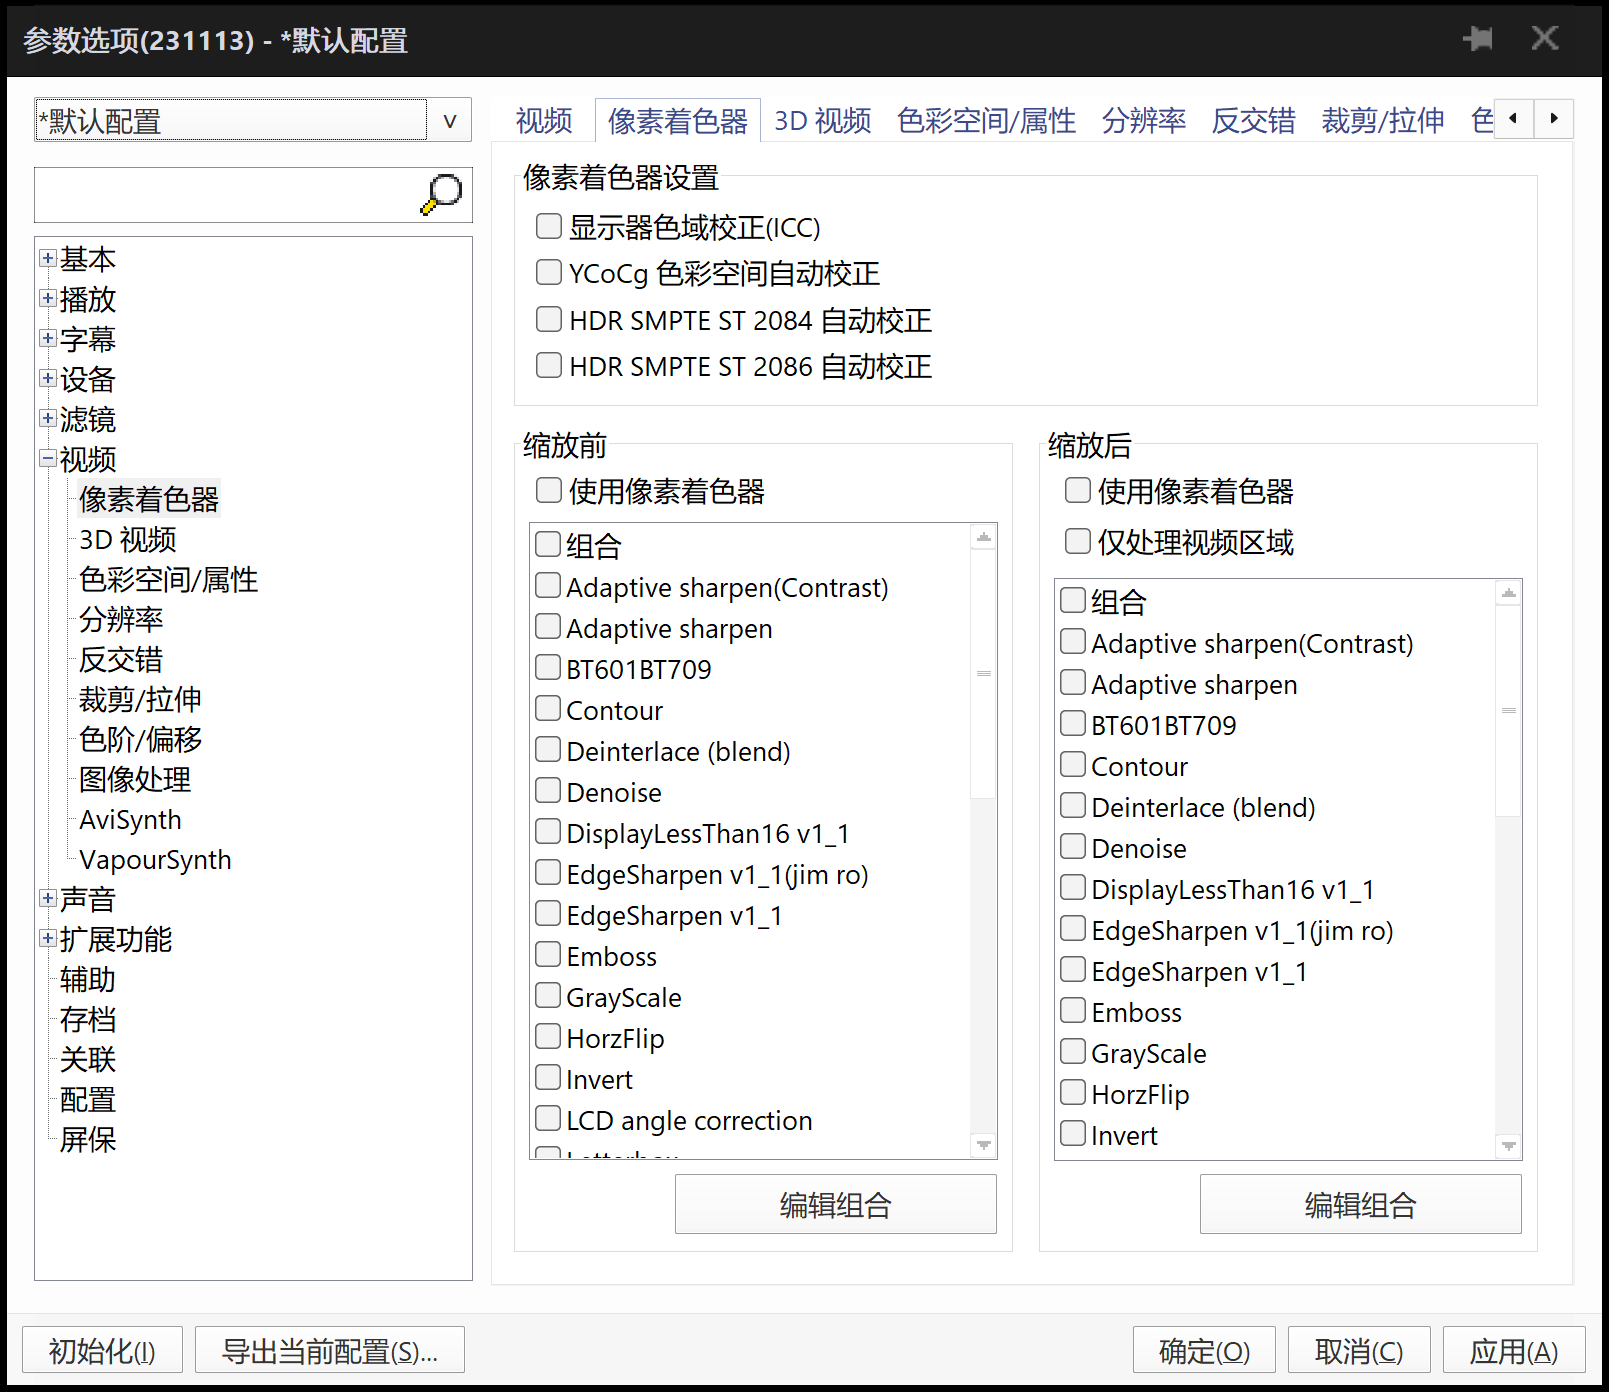 参数选项(231113) - *默认配置
*默认配置
基本
播放
字幕
设备
滤镜
视频
像素着色器
3D 视频
色彩空间/属性
分辨率
反交错
裁剪/拉伸
色阶/偏移
图像处理
AviSynth
VapourSynth
声音
扩展功能
辅助
存档
关联
配置
屏保
视频 像素着色器 3D 视频 色彩空间/属性 分辨率 反交错 裁剪/拉伸 色
像素着色器设置
显示器色域校正(ICC)
YCoCg 色彩空间自动校正
HDR SMPTE ST 2084 自动校正
HDR SMPTE ST 2086 自动校正
缩放前
使用像素着色器
组合
Adaptive sharpen(Contrast)
Adaptive sharpen
BT601BT709
Contour
Deinterlace (blend)
Denoise
DisplayLessThan16 v1_1
EdgeSharpen v1_1(jim ro)
EdgeSharpen v1_1
Emboss
GrayScale
HorzFlip
Invert
LCD angle correction
编辑组合
缩放后
使用像素着色器
仅处理视频区域
组合
Adaptive sharpen(Contrast)
Adaptive sharpen
BT601BT709
Contour
Deinterlace (blend)
Denoise
DisplayLessThan16 v1_1
EdgeSharpen v1_1(jim ro)
EdgeSharpen v1_1
Emboss
GrayScale
HorzFlip
Invert
编辑组合
初始化(I) 导出当前配置(S)... 确定(O) 取消(C) 应用(A)